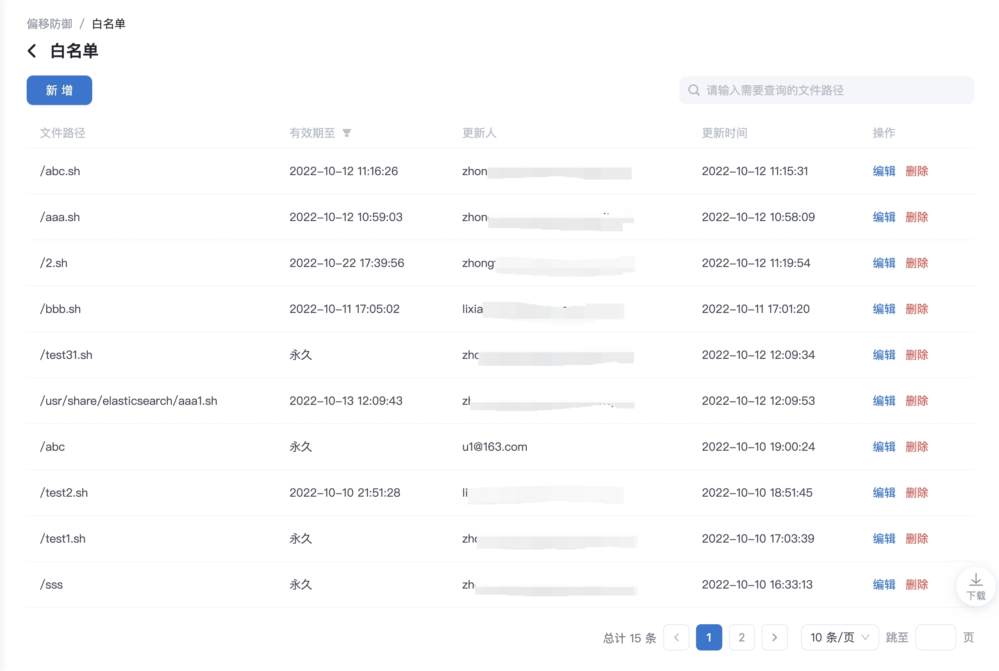 偏移防御 / 白名单
白名单
新 增
请输入需要查询的文件路径
文件路径 有效期至 更新人 更新时间 操作
/abc.sh 2022-10-12 11:16:26 zhon 2022-10-12 11:15:31 编辑 删除
/aaa.sh 2022-10-12 10:59:03 zhon 2022-10-12 10:58:09 编辑 删除
/2.sh 2022-10-22 17:39:56 zhong 2022-10-12 11:19:54 编辑 删除
/bbb.sh 2022-10-11 17:05:02 lixia 2022-10-11 17:01:20 编辑 删除
/test31.sh 永久 zho 2022-10-12 12:09:34 编辑 删除
/usr/share/elasticsearch/aaa1.sh 2022-10-13 12:09:43 zh 2022-10-12 12:09:53 编辑 删除
/abc 永久 u1@163.com 2022-10-10 19:00:24 编辑 删除
/test2.sh 2022-10-10 21:51:28 li 2022-10-10 18:51:45 编辑 删除
/test1.sh 永久 zho 2022-10-10 17:03:39 编辑 删除
/sss 永久 zh 2022-10-10 16:33:13 编辑 删除
下载
总计 15 条 1 2 10 条/页 跳至 页